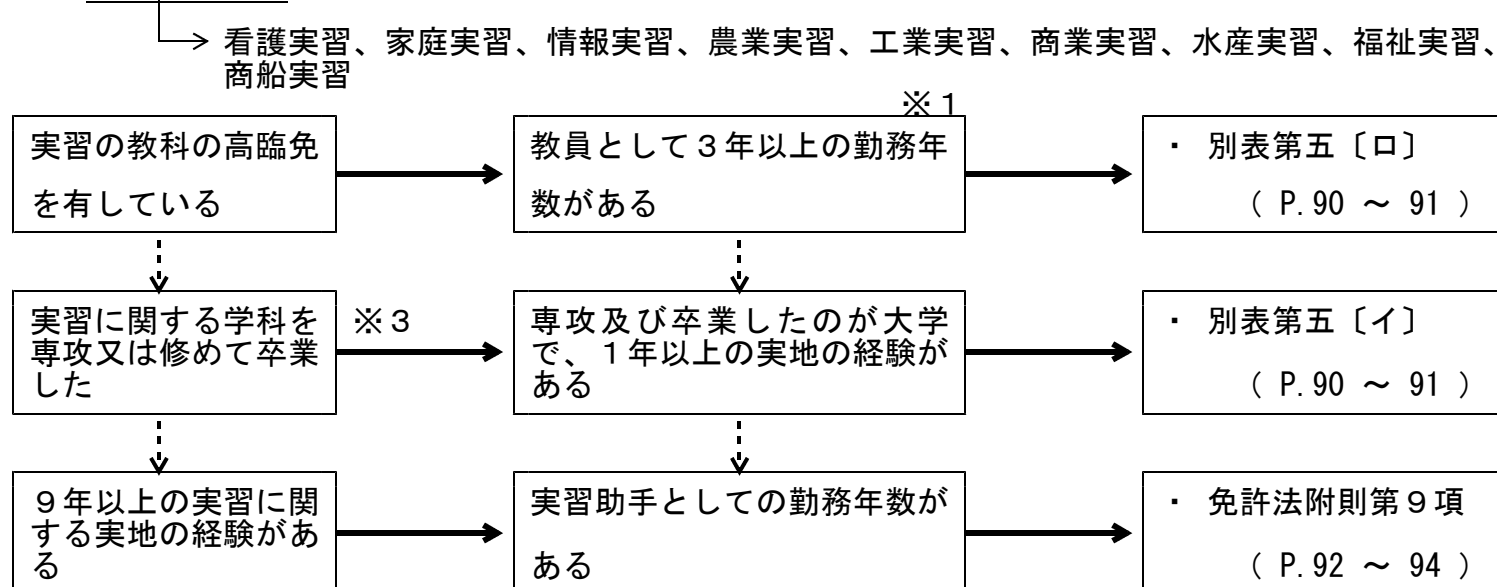 看護実習、家庭実習、情報実習、農業実習、工業実習、商業実習、水産実習、福祉実習、
商船実習
※1
実習の教科の高臨免
を有している
教員として3年以上の勤務年
数がある
・ 別表第五〔ロ〕
( P.90 ～ 91 )
実習に関する学科を
専攻又は修めて卒業
した
※3
専攻及び卒業したのが大学
で、1年以上の実地の経験が
ある
・ 別表第五〔イ〕
( P.90 ～ 91 )
9年以上の実習に関
する実地の経験があ
る
実習助手としての勤務年数が
ある
・ 免許法附則第9項
( P.92 ～ 94 )